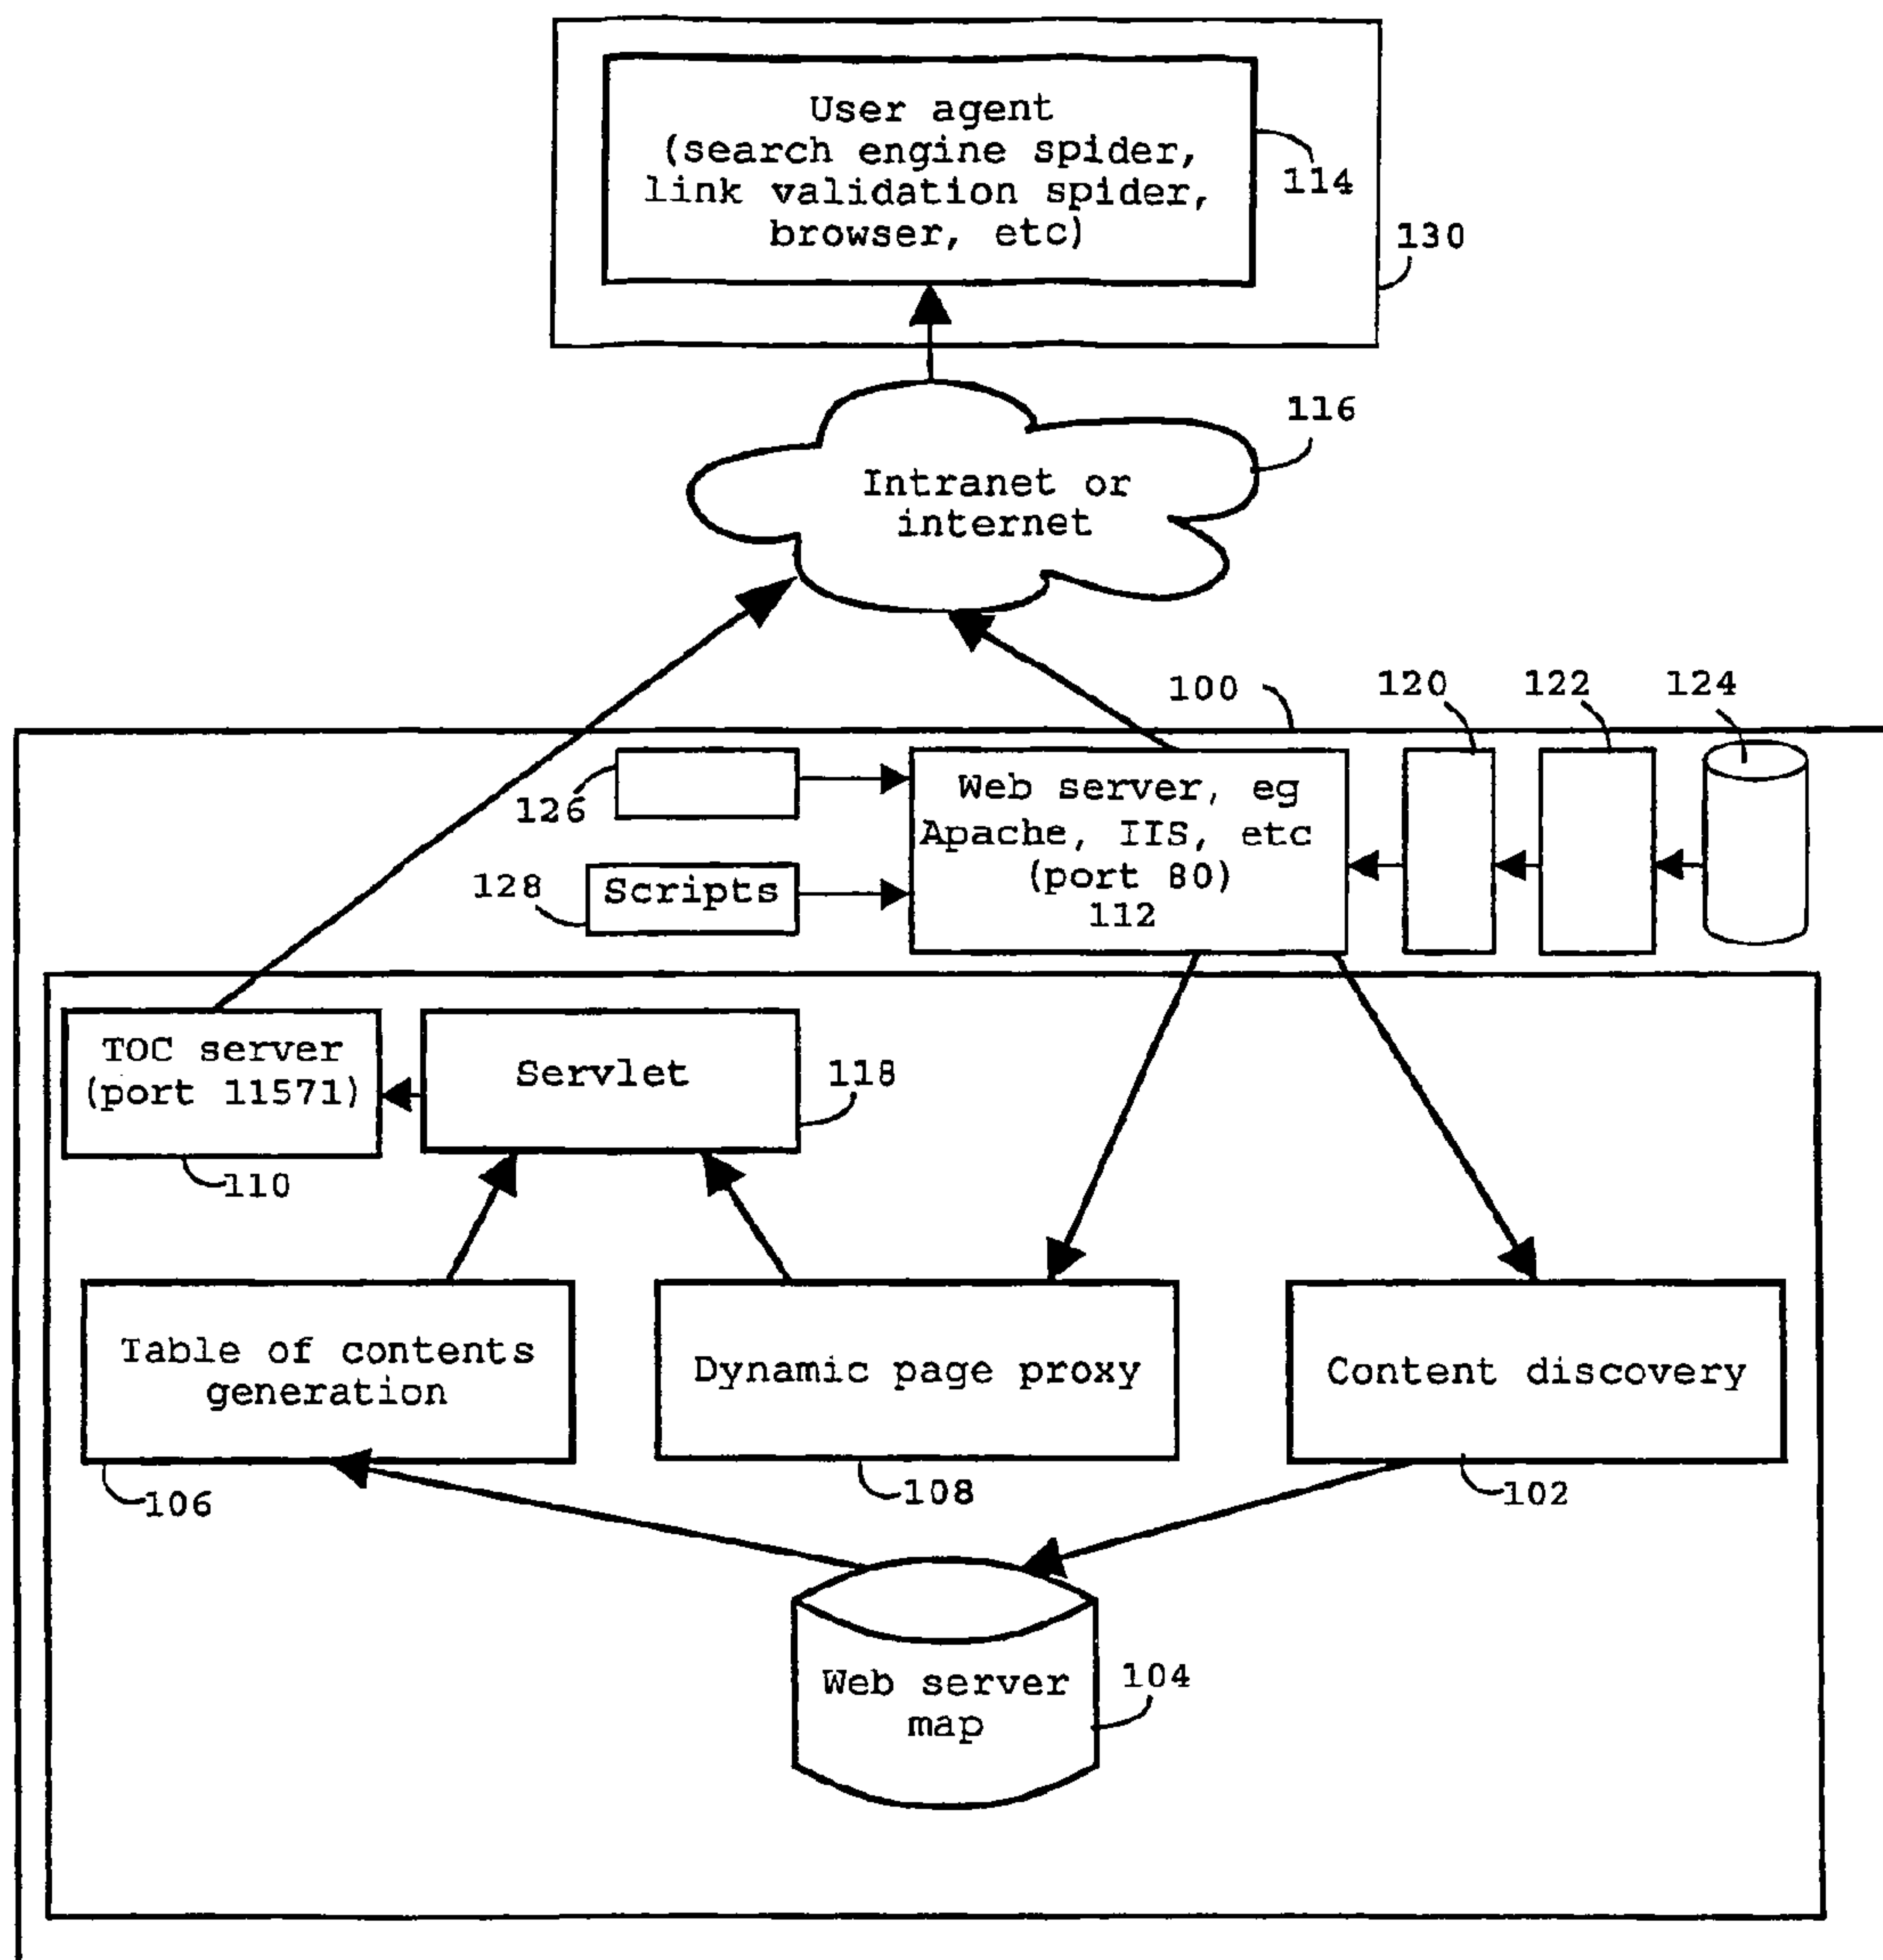 User agent
(search engine spider,
link validation spider,
browser, etc)
114
130
116
Intranet or
internet
100
120
122
124
126
Web server, eg
Apache, IIS, etc
(port 80)
112
128
Scripts
TOC server
(port 11571)
110
Servlet
118
Table of contents
generation
106
Dynamic page proxy
108
Content discovery
102
Web server
map
104